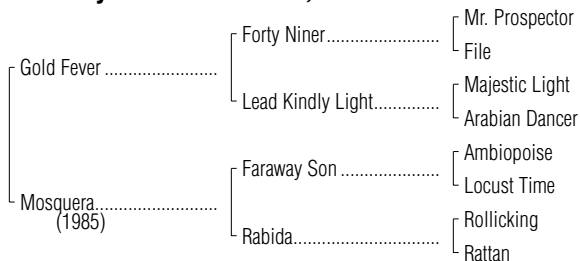 Mr. Prospector
Forty Niner
File
Gold Fever
Majestic Light
Lead Kindly Light
Arabian Dancer
Ambiopoise
Faraway Son
Locust Time
Mosquera
(1985)
Rollicking
Rabida
Rattan